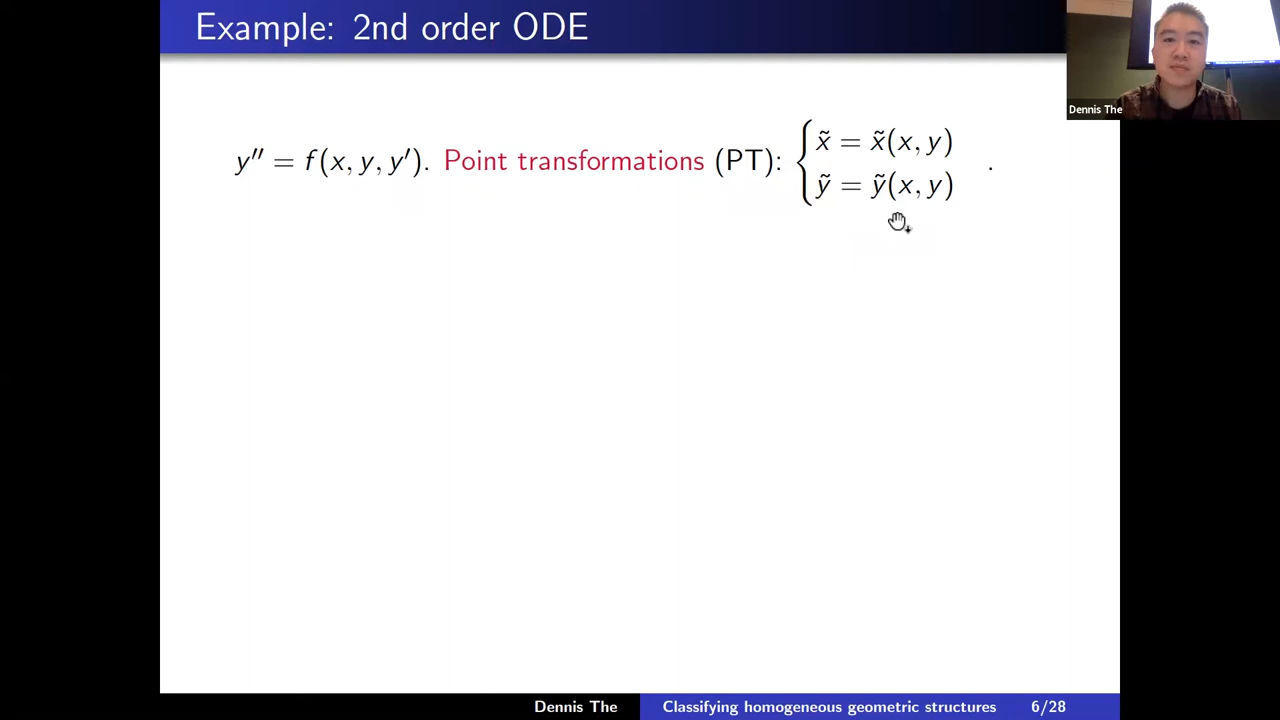 Example: 2nd order ODE
y′′ = f(x, y, y′). Point transformations (PT): { x̃ = x̃(x, y)
ỹ = ỹ(x, y) .
Dennis The
Dennis The Classifying homogeneous geometric structures 6/28